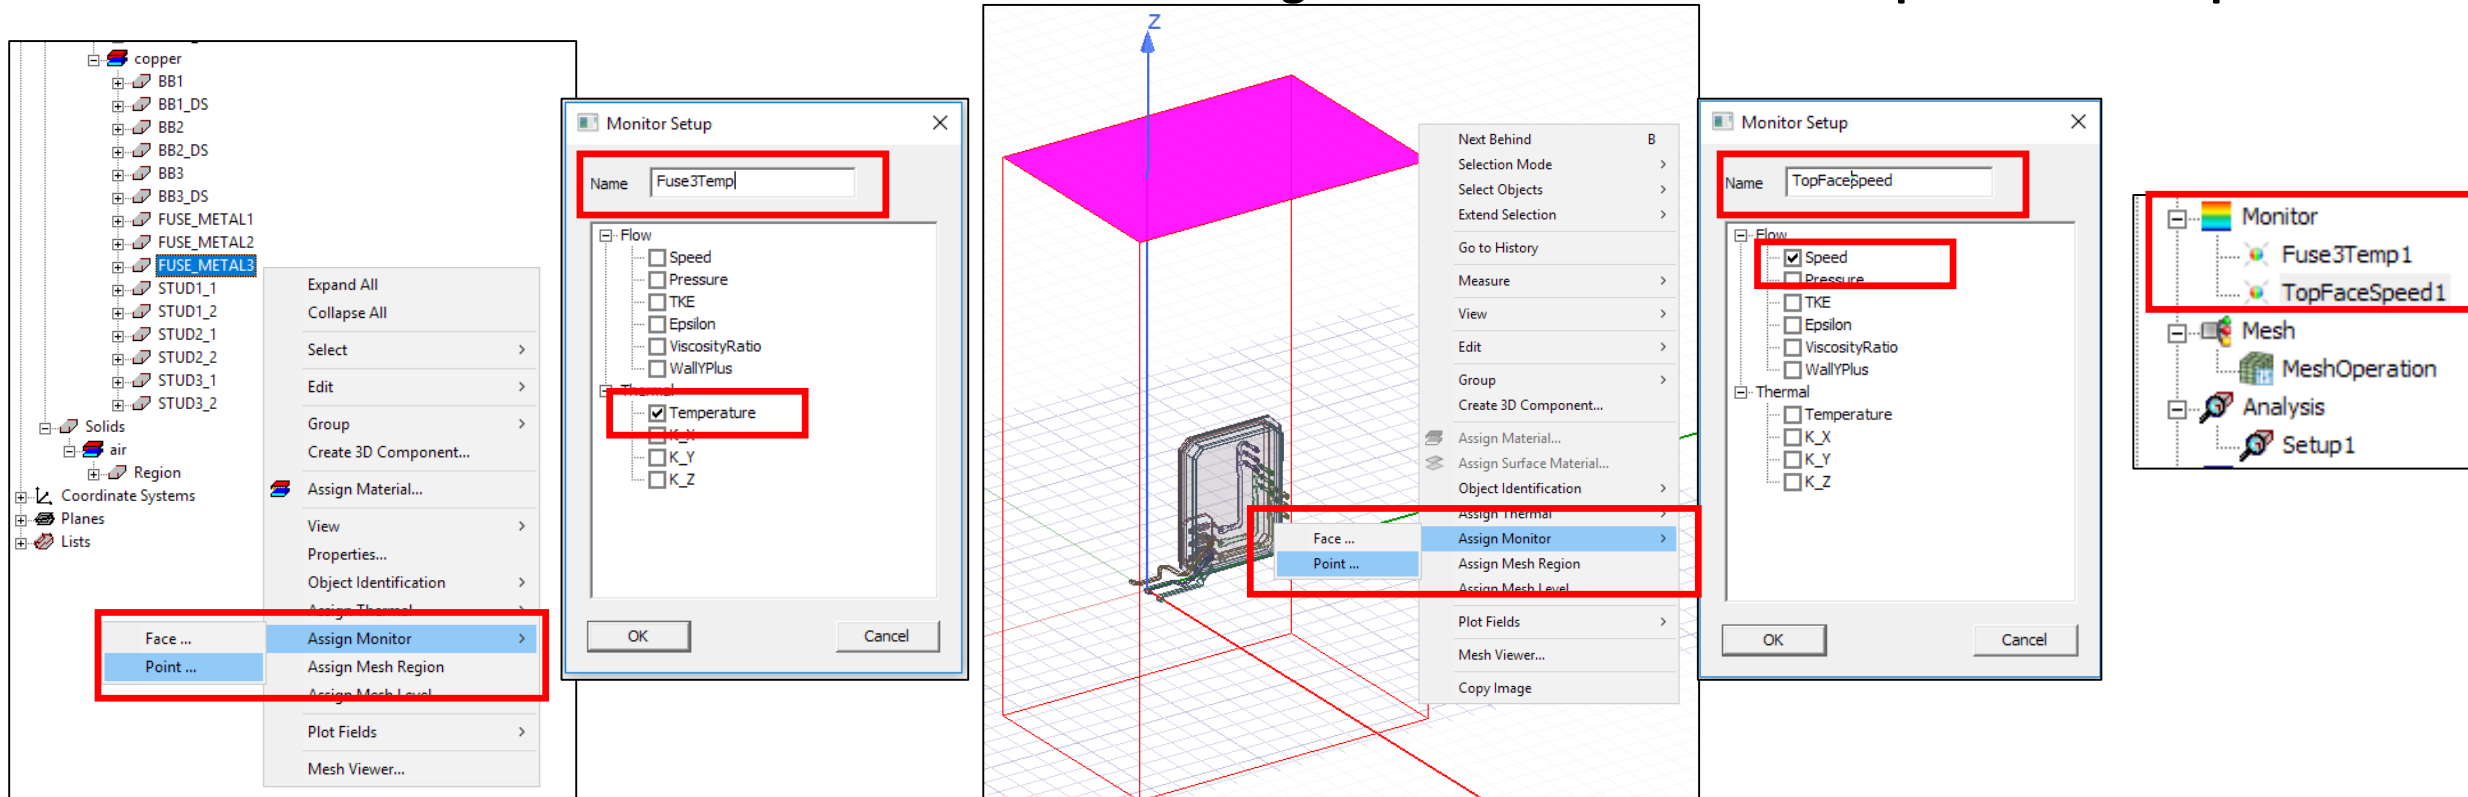 copper
BB1
BB1_DS
BB2
BB2_DS
BB3
BB3_DS
FUSE_METAL1
FUSE_METAL2
FUSE_METAL3
STUD1_1
STUD1_2
STUD2_1
STUD2_2
STUD3_1
STUD3_2
Solids
air
Region
Coordinate Systems
Planes
Lists
Expand All
Collapse All
Select
Edit
Group
Create 3D Component...
Assign Material...
View
Properties...
Object Identification
Assign Thermal
Assign Monitor
Assign Mesh Region
Assign Mesh Level
Plot Fields
Mesh Viewer...
Face ...
Point ...
Monitor Setup
Name Fuse3Temp
Flow
Speed
Pressure
TKE
Epsilon
ViscosityRatio
WallYPlus
Thermal
Temperature
K_X
K_Y
K_Z
OK Cancel
Z
Next Behind B
Selection Mode
Select Objects
Extend Selection
Go to History
Measure
View
Edit
Group
Create 3D Component...
Assign Material...
Assign Surface Material...
Object Identification
Assign Thermal
Assign Monitor
Assign Mesh Region
Assign Mesh Level
Plot Fields
Mesh Viewer...
Copy Image
Face ...
Point ...
Monitor Setup
Name TopFaceSpeed
Flow
Speed
Pressure
TKE
Epsilon
ViscosityRatio
WallYPlus
Thermal
Temperature
K_X
K_Y
K_Z
OK Cancel
Monitor
Fuse3Temp1
TopFaceSpeed1
Mesh
MeshOperation
Analysis
Setup1